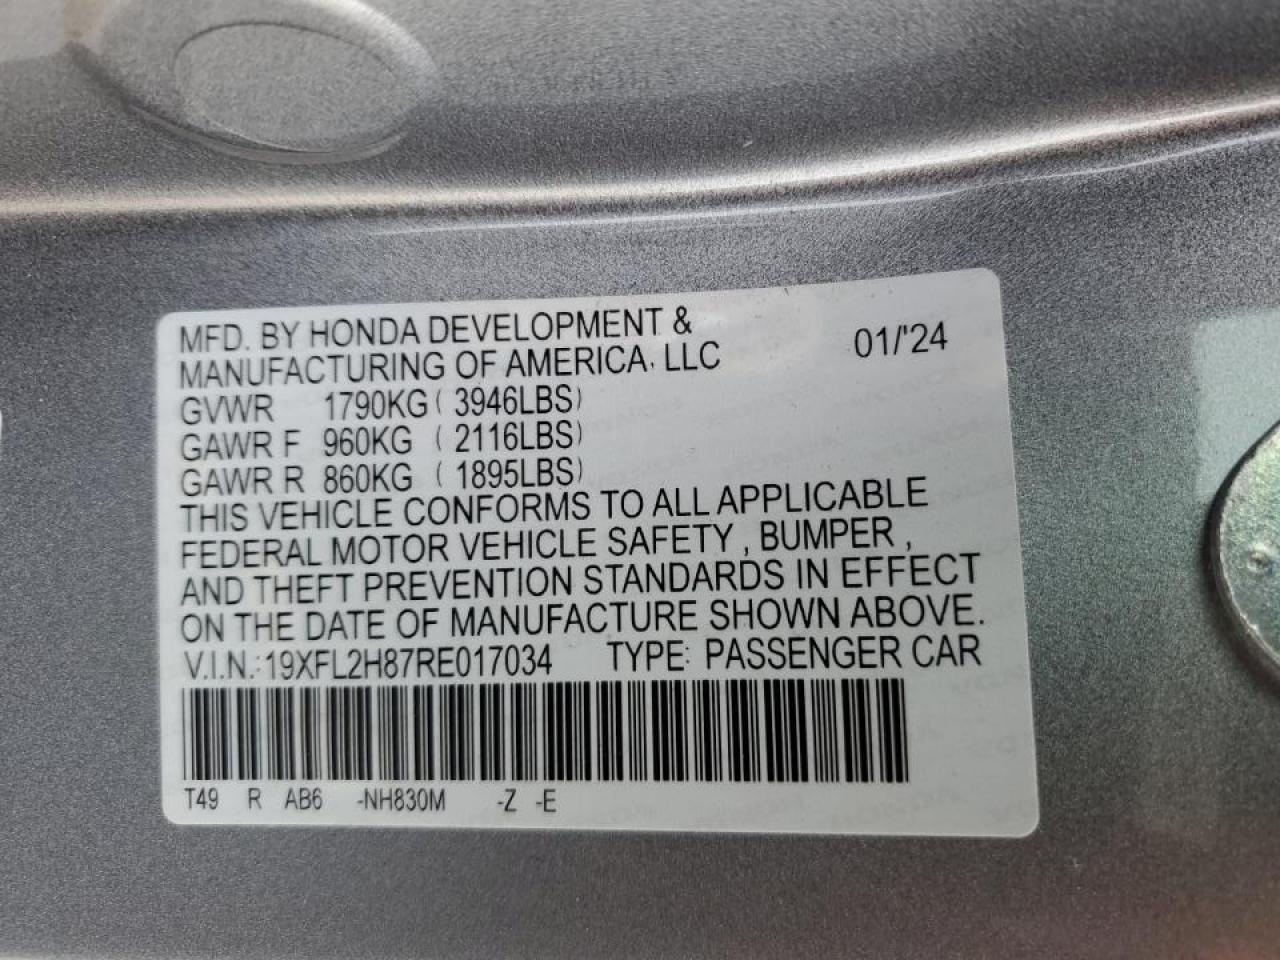 MFD. BY HONDA DEVELOPMENT &
MANUFACTURING OF AMERICA, LLC 01/'24
GVWR 1790KG ( 3946LBS)
GAWR F 960KG ( 2116LBS)
GAWR R 860KG ( 1895LBS)
THIS VEHICLE CONFORMS TO ALL APPLICABLE
FEDERAL MOTOR VEHICLE SAFETY , BUMPER ,
AND THEFT PREVENTION STANDARDS IN EFFECT
ON THE DATE OF MANUFACTURE SHOWN ABOVE.
V.I.N.: 19XFL2H87RE017034 TYPE: PASSENGER CAR
T49 R AB6 -NH830M -Z -E